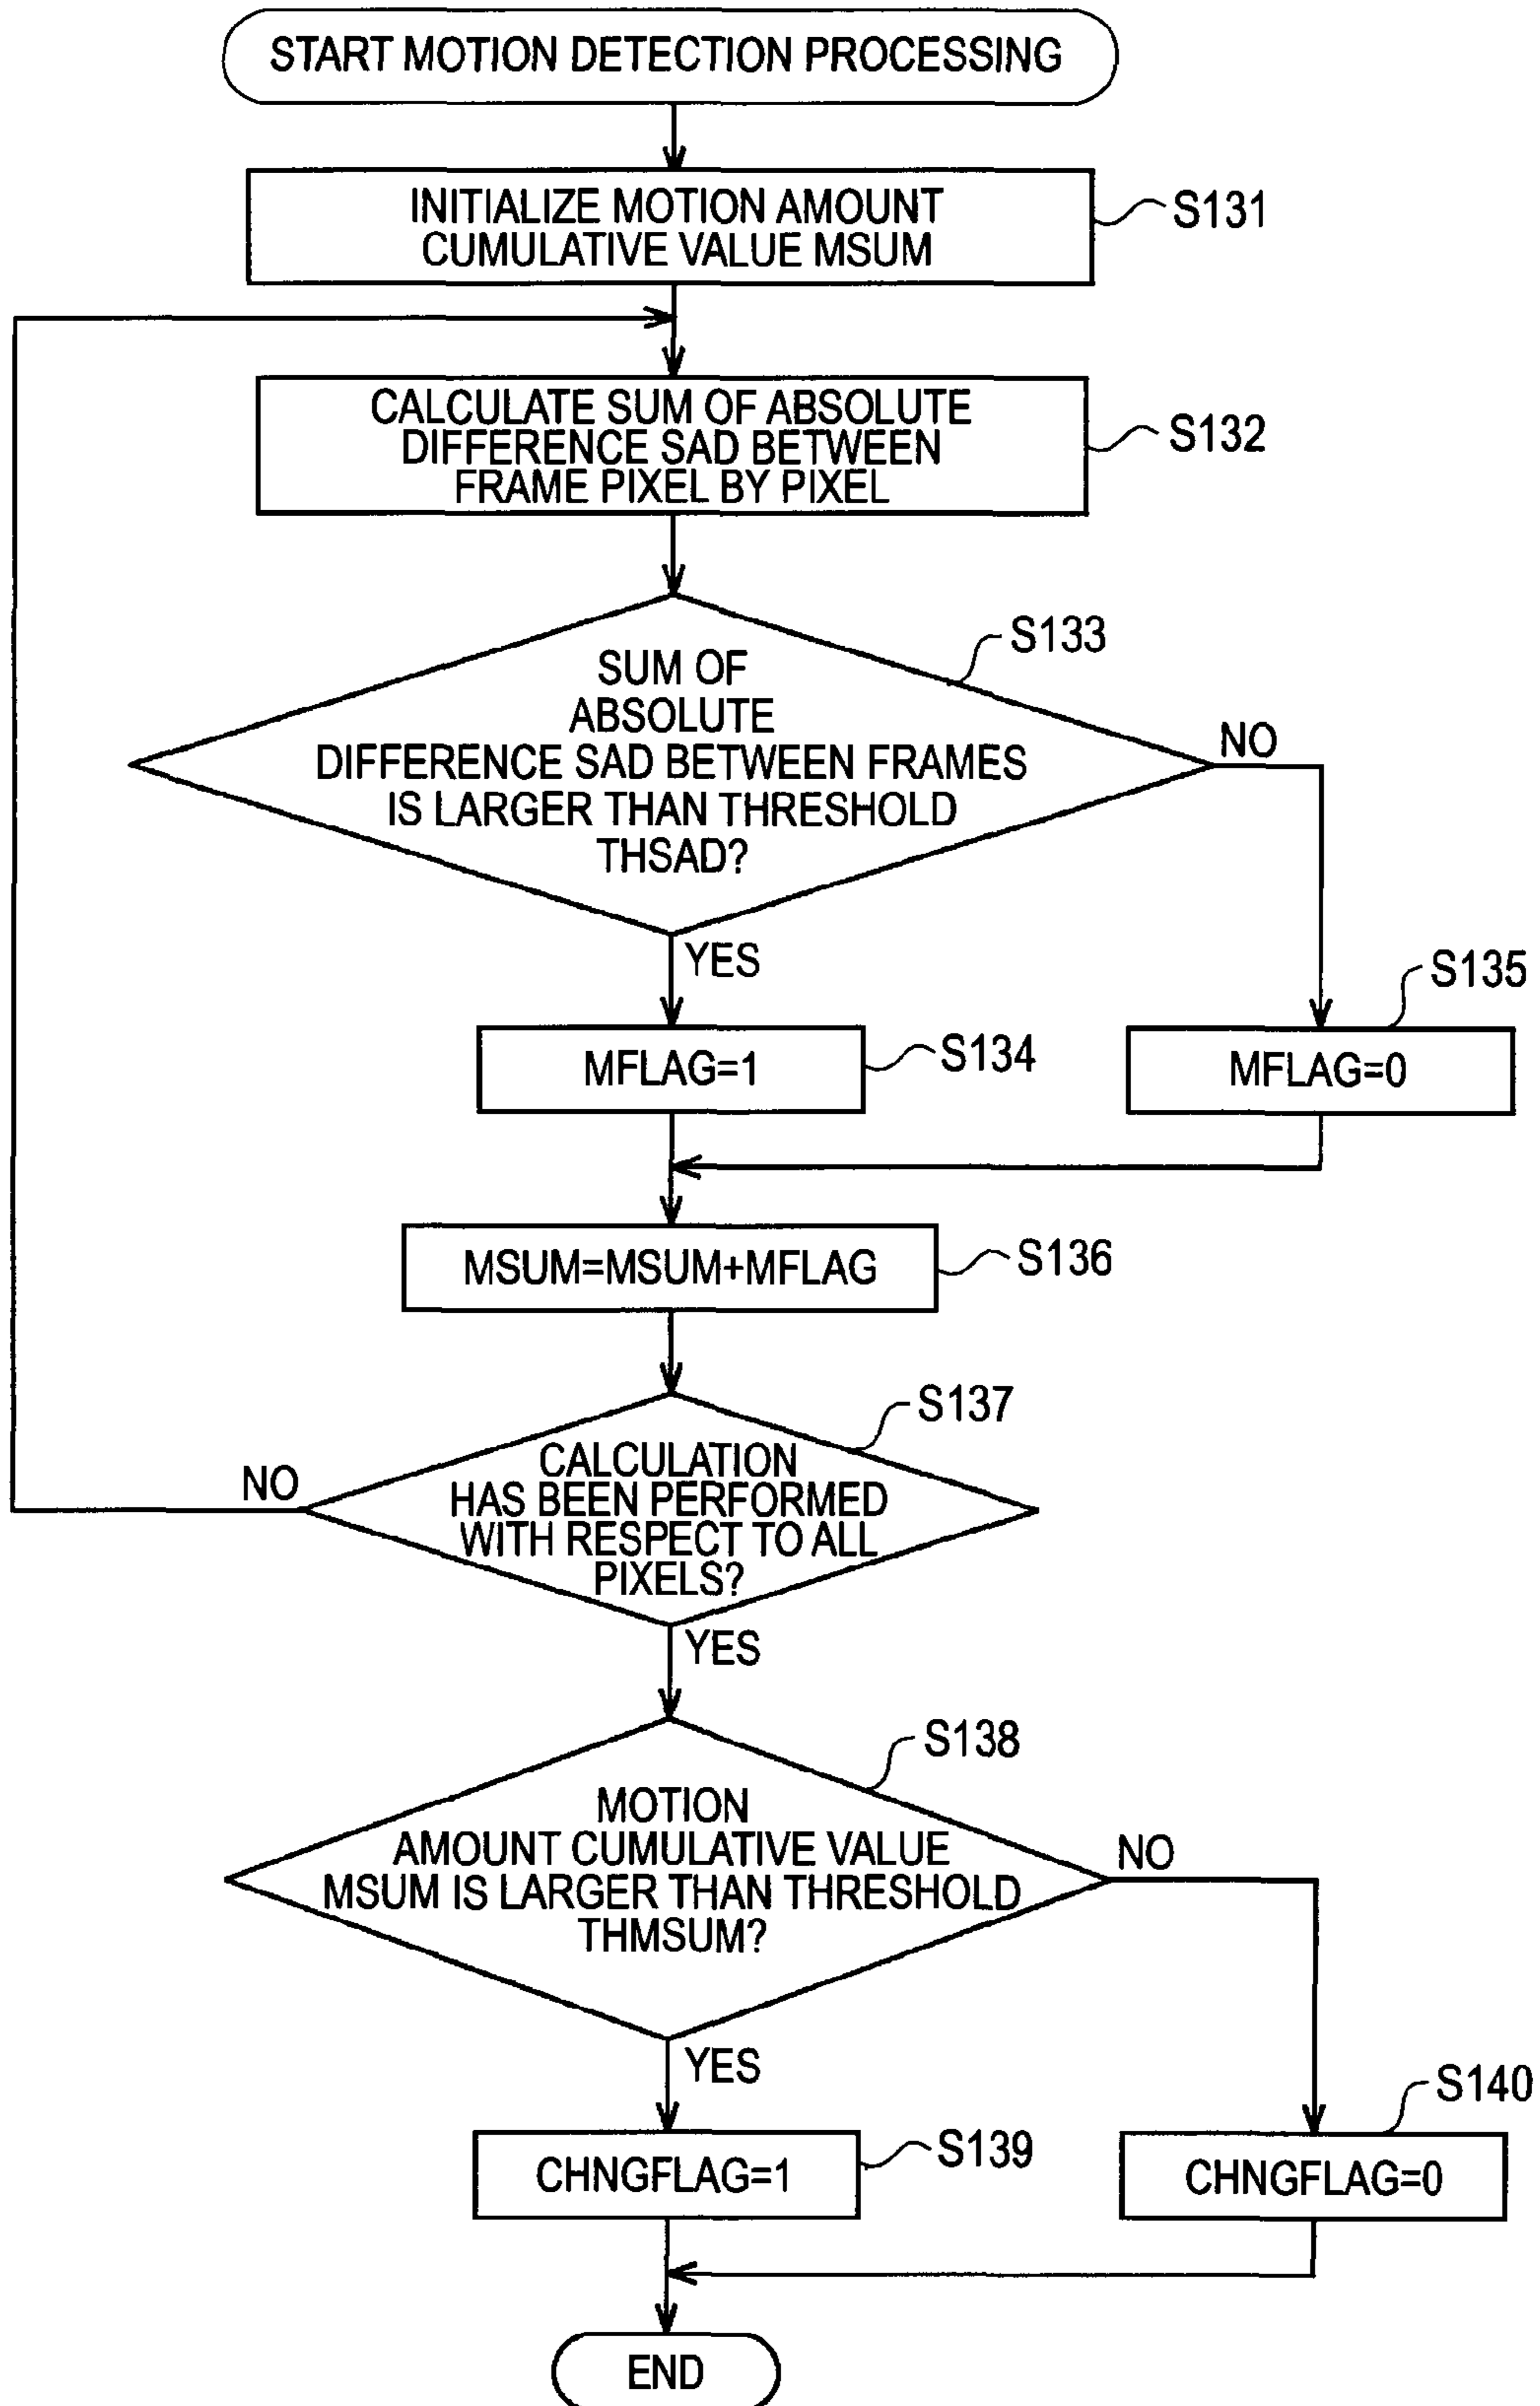 START MOTION DETECTION PROCESSING
INITIALIZE MOTION AMOUNT
CUMULATIVE VALUE MSUM
S131
CALCULATE SUM OF ABSOLUTE
DIFFERENCE SAD BETWEEN
FRAME PIXEL BY PIXEL
S132
S133
SUM OF
ABSOLUTE
DIFFERENCE SAD BETWEEN FRAMES
IS LARGER THAN THRESHOLD
THSAD?
NO
YES
S135
MFLAG=1
S134
MFLAG=0
MSUM=MSUM+MFLAG
S136
S137
CALCULATION
HAS BEEN PERFORMED
WITH RESPECT TO ALL
PIXELS?
NO
YES
S138
MOTION
AMOUNT CUMULATIVE VALUE
MSUM IS LARGER THAN THRESHOLD
THMSUM?
NO
YES
S140
CHNGFLAG=1
S139
CHNGFLAG=0
END